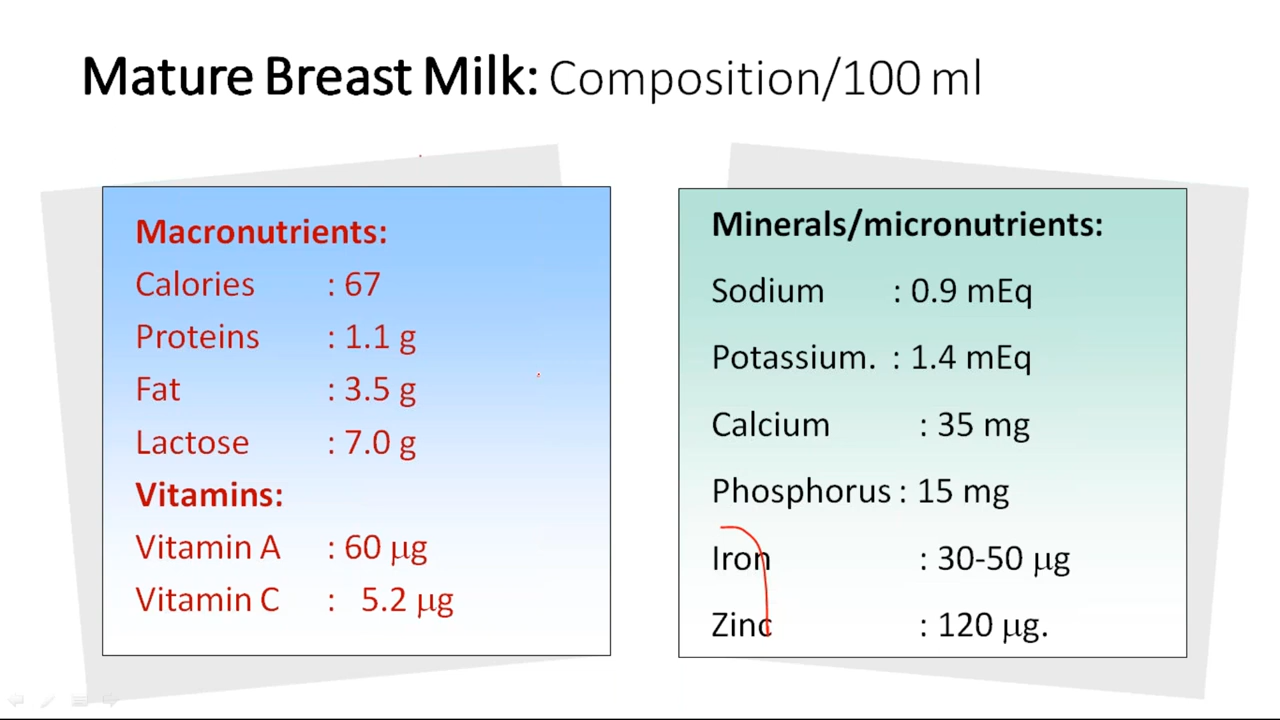 Mature Breast Milk: Composition/100 ml
Macronutrients:
Calories : 67
Proteins : 1.1 g
Fat : 3.5 g
Lactose : 7.0 g
Vitamins:
Vitamin A : 60 µg
Vitamin C : 5.2 µg
Minerals/micronutrients:
Sodium : 0.9 mEq
Potassium. : 1.4 mEq
Calcium : 35 mg
Phosphorus : 15 mg
Iron : 30-50 µg
Zinc : 120 µg.